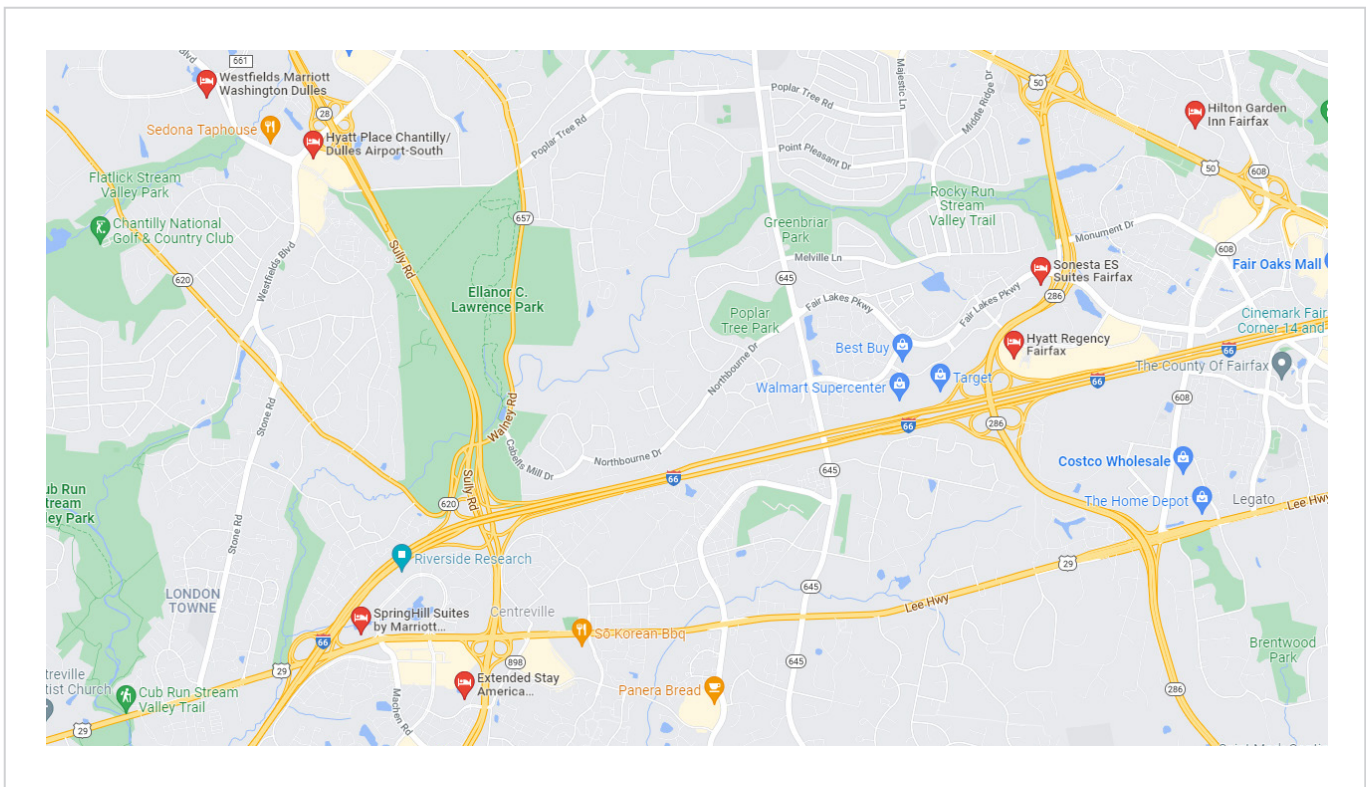 661
Westfields Marriott
Washington Dulles
28
Sedona Taphouse
Hyatt Place Chantilly/
Dulles Airport-South
Poplar Tree Rd
Poplar Tree Rd
Majestic Ln
Middle Ridge Dr
50
Hilton Garden
Inn Fairfax
50
608
Point Pleasant Dr
Flatlick Stream
Valley Park
Chantilly National
Golf & Country Club
657
Rocky Run
Stream
Valley Trail
Greenbriar
Park
Monument Dr
608
Melville Ln
Sully Rd
Westfields Blvd
620
645
Sonesta ES
Suites Fairfax
Fair Oaks Mall
286
Ellanor C.
Lawrence Park
Fair Lakes Pkwy
Fair Lakes Pkwy
Poplar
Tree Park
Cinemark Fair
Corner 14 and
Best Buy
Hyatt Regency
Fairfax
66
The County Of Fairfax
Northbourne Dr
Walmart Supercenter
Target
66
608
Stone Rd
Walney Rd
66
286
Cabells Mill Dr
Northbourne Dr
645
Costco Wholesale
66
Sully Rd
620
The Home Depot
Legato
Lee Hwy
Stone Rd
Riverside Research
29
LONDON
TOWNE
645
Lee Hwy
SpringHill Suites
by Marriott...
Centreville
Sō Korean Bbq
66
29
898
645
Brentwood
Park
Extended Stay
America...
Panera Bread
286
Cub Run Stream
Valley Trail
Machen Rd
29